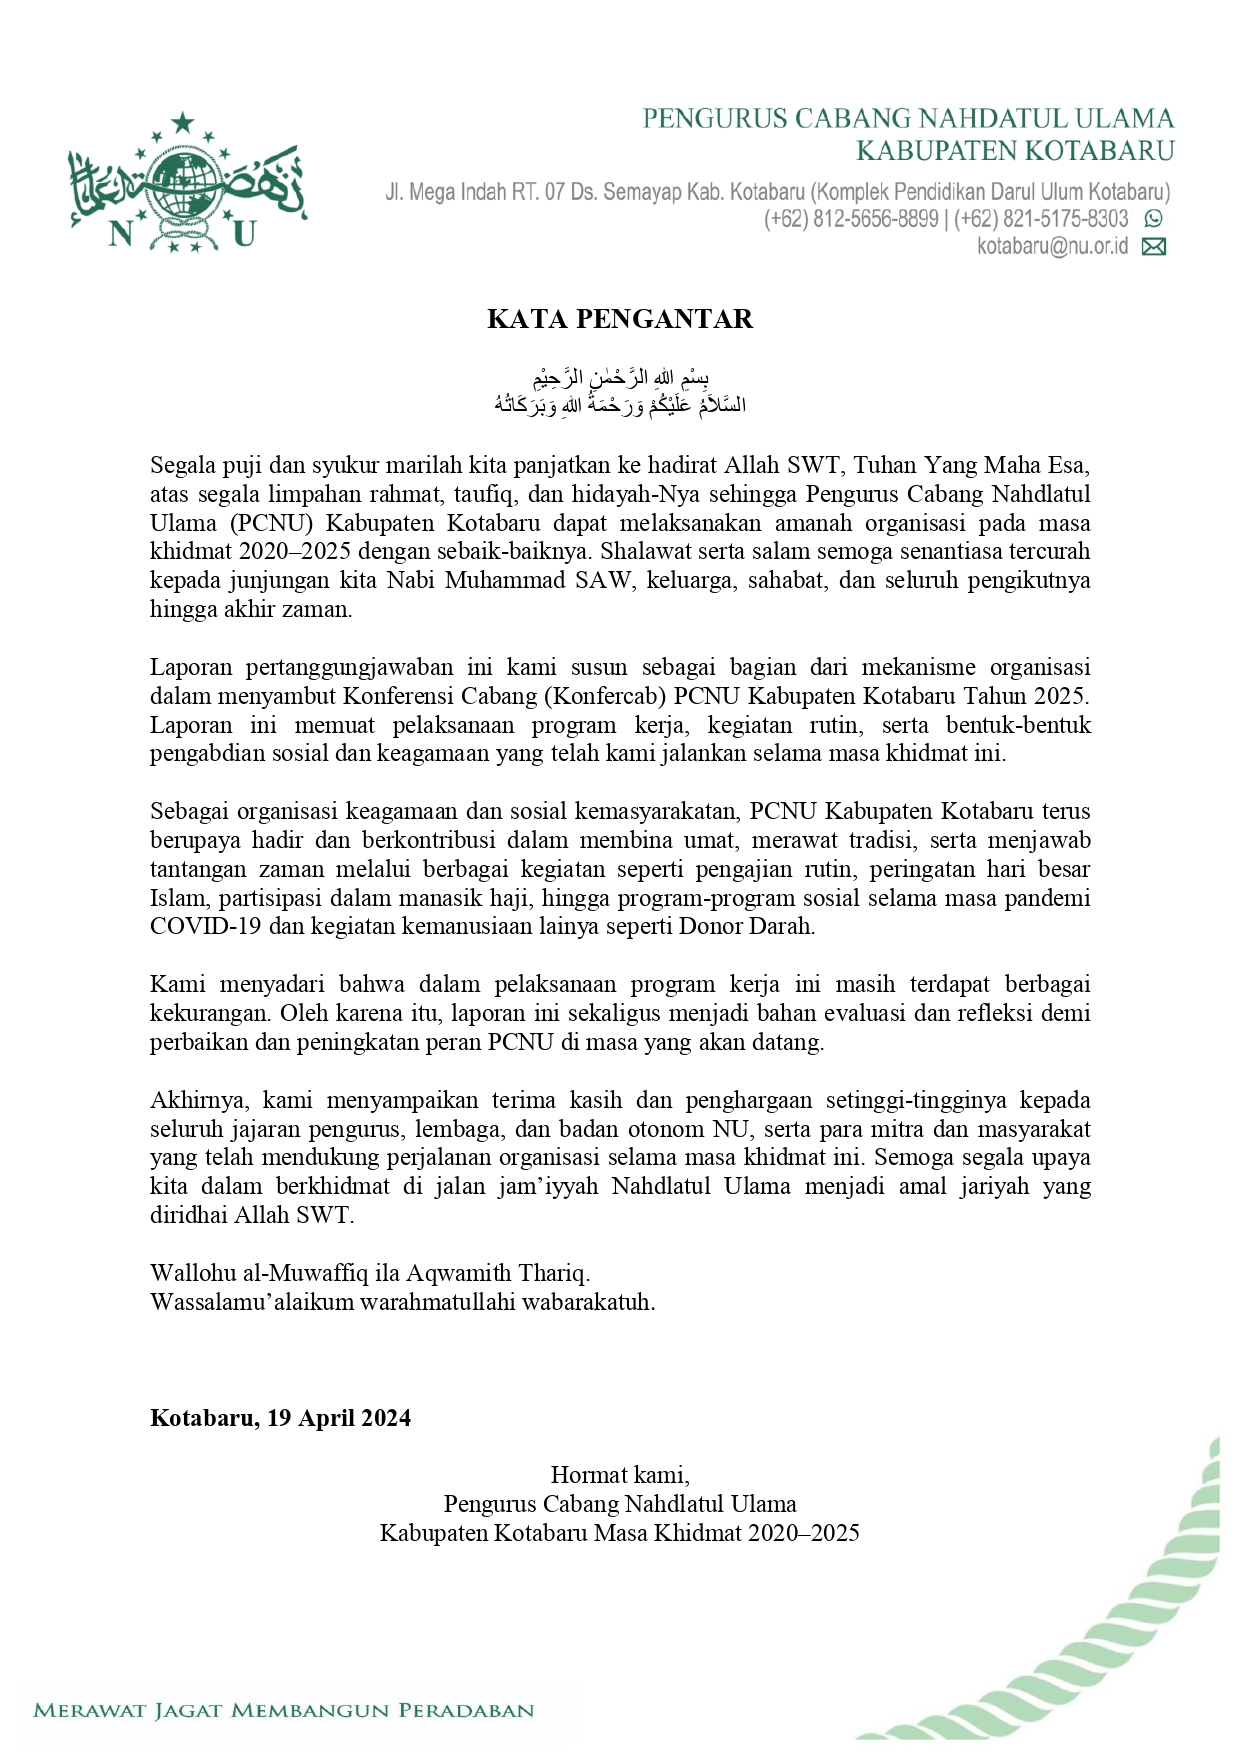 نهضة العلماء
N U
PENGURUS CABANG NAHDATUL ULAMA
KABUPATEN KOTABARU
Jl. Mega Indah RT. 07 Ds. Semayap Kab. Kotabaru (Komplek Pendidikan Darul Ulum Kotabaru)
(+62) 812-5656-8899 | (+62) 821-5175-8303
kotabaru@nu.or.id
KATA PENGANTAR
بِسْمِ اللهِ الرَّحْمٰنِ الرَّحِيْمِ
السَّلاَمُ عَلَيْكُمْ وَرَحْمَةُ اللهِ وَبَرَكَاتُهُ
Segala puji dan syukur marilah kita panjatkan ke hadirat Allah SWT, Tuhan Yang Maha Esa,
atas segala limpahan rahmat, taufiq, dan hidayah-Nya sehingga Pengurus Cabang Nahdlatul
Ulama (PCNU) Kabupaten Kotabaru dapat melaksanakan amanah organisasi pada masa
khidmat 2020–2025 dengan sebaik-baiknya. Shalawat serta salam semoga senantiasa tercurah
kepada junjungan kita Nabi Muhammad SAW, keluarga, sahabat, dan seluruh pengikutnya
hingga akhir zaman.
Laporan pertanggungjawaban ini kami susun sebagai bagian dari mekanisme organisasi
dalam menyambut Konferensi Cabang (Konfercab) PCNU Kabupaten Kotabaru Tahun 2025.
Laporan ini memuat pelaksanaan program kerja, kegiatan rutin, serta bentuk-bentuk
pengabdian sosial dan keagamaan yang telah kami jalankan selama masa khidmat ini.
Sebagai organisasi keagamaan dan sosial kemasyarakatan, PCNU Kabupaten Kotabaru terus
berupaya hadir dan berkontribusi dalam membina umat, merawat tradisi, serta menjawab
tantangan zaman melalui berbagai kegiatan seperti pengajian rutin, peringatan hari besar
Islam, partisipasi dalam manasik haji, hingga program-program sosial selama masa pandemi
COVID-19 dan kegiatan kemanusiaan lainya seperti Donor Darah.
Kami menyadari bahwa dalam pelaksanaan program kerja ini masih terdapat berbagai
kekurangan. Oleh karena itu, laporan ini sekaligus menjadi bahan evaluasi dan refleksi demi
perbaikan dan peningkatan peran PCNU di masa yang akan datang.
Akhirnya, kami menyampaikan terima kasih dan penghargaan setinggi-tingginya kepada
seluruh jajaran pengurus, lembaga, dan badan otonom NU, serta para mitra dan masyarakat
yang telah mendukung perjalanan organisasi selama masa khidmat ini. Semoga segala upaya
kita dalam berkhidmat di jalan jam’iyyah Nahdlatul Ulama menjadi amal jariyah yang
diridhai Allah SWT.
Wallohu al-Muwaffiq ila Aqwamith Thariq.
Wassalamu’alaikum warahmatullahi wabarakatuh.
Kotabaru, 19 April 2024
Hormat kami,
Pengurus Cabang Nahdlatul Ulama
Kabupaten Kotabaru Masa Khidmat 2020–2025
MERAWAT JAGAT MEMBANGUN PERADABAN